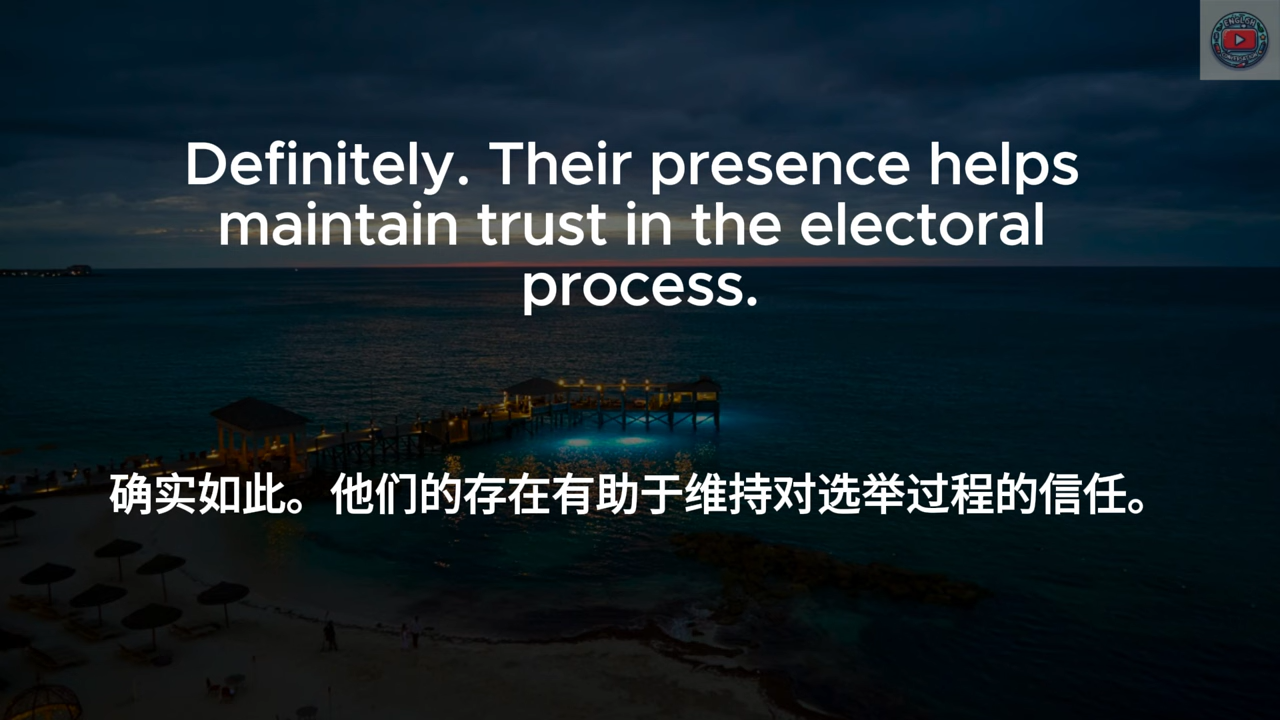 Definitely. Their presence helps
maintain trust in the electoral
process.
确实如此。他们的存在有助于维持对选举过程的信任。